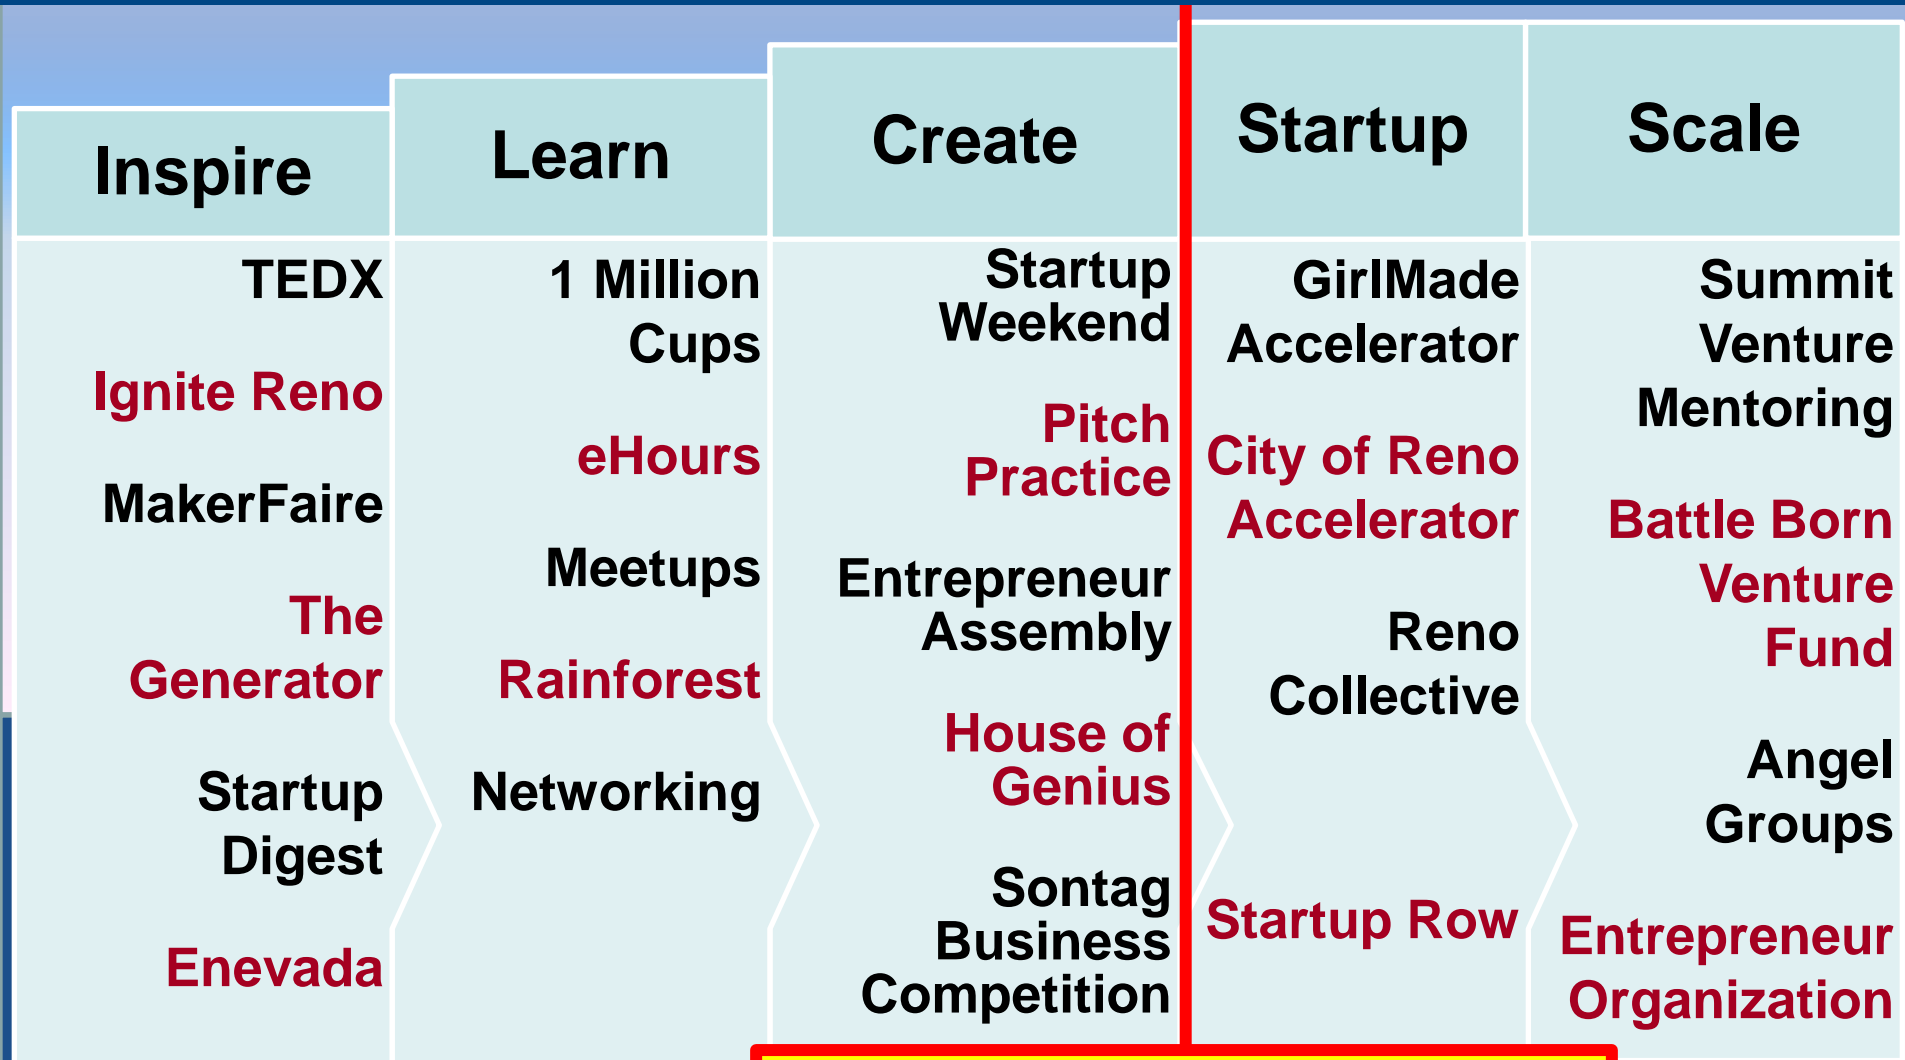 Inspire
Learn
Create
Startup
Scale
TEDX
Ignite Reno
MakerFaire
The
Generator
Startup
Digest
Enevada
1 Million
Cups
eHours
Meetups
Rainforest
Networking
Startup
Weekend
Pitch
Practice
Entrepreneur
Assembly
House of
Genius
Sontag
Business
Competition
GirlMade
Accelerator
City of Reno
Accelerator
Reno
Collective
Startup Row
Summit
Venture
Mentoring
Battle Born
Venture
Fund
Angel
Groups
Entrepreneur
Organization